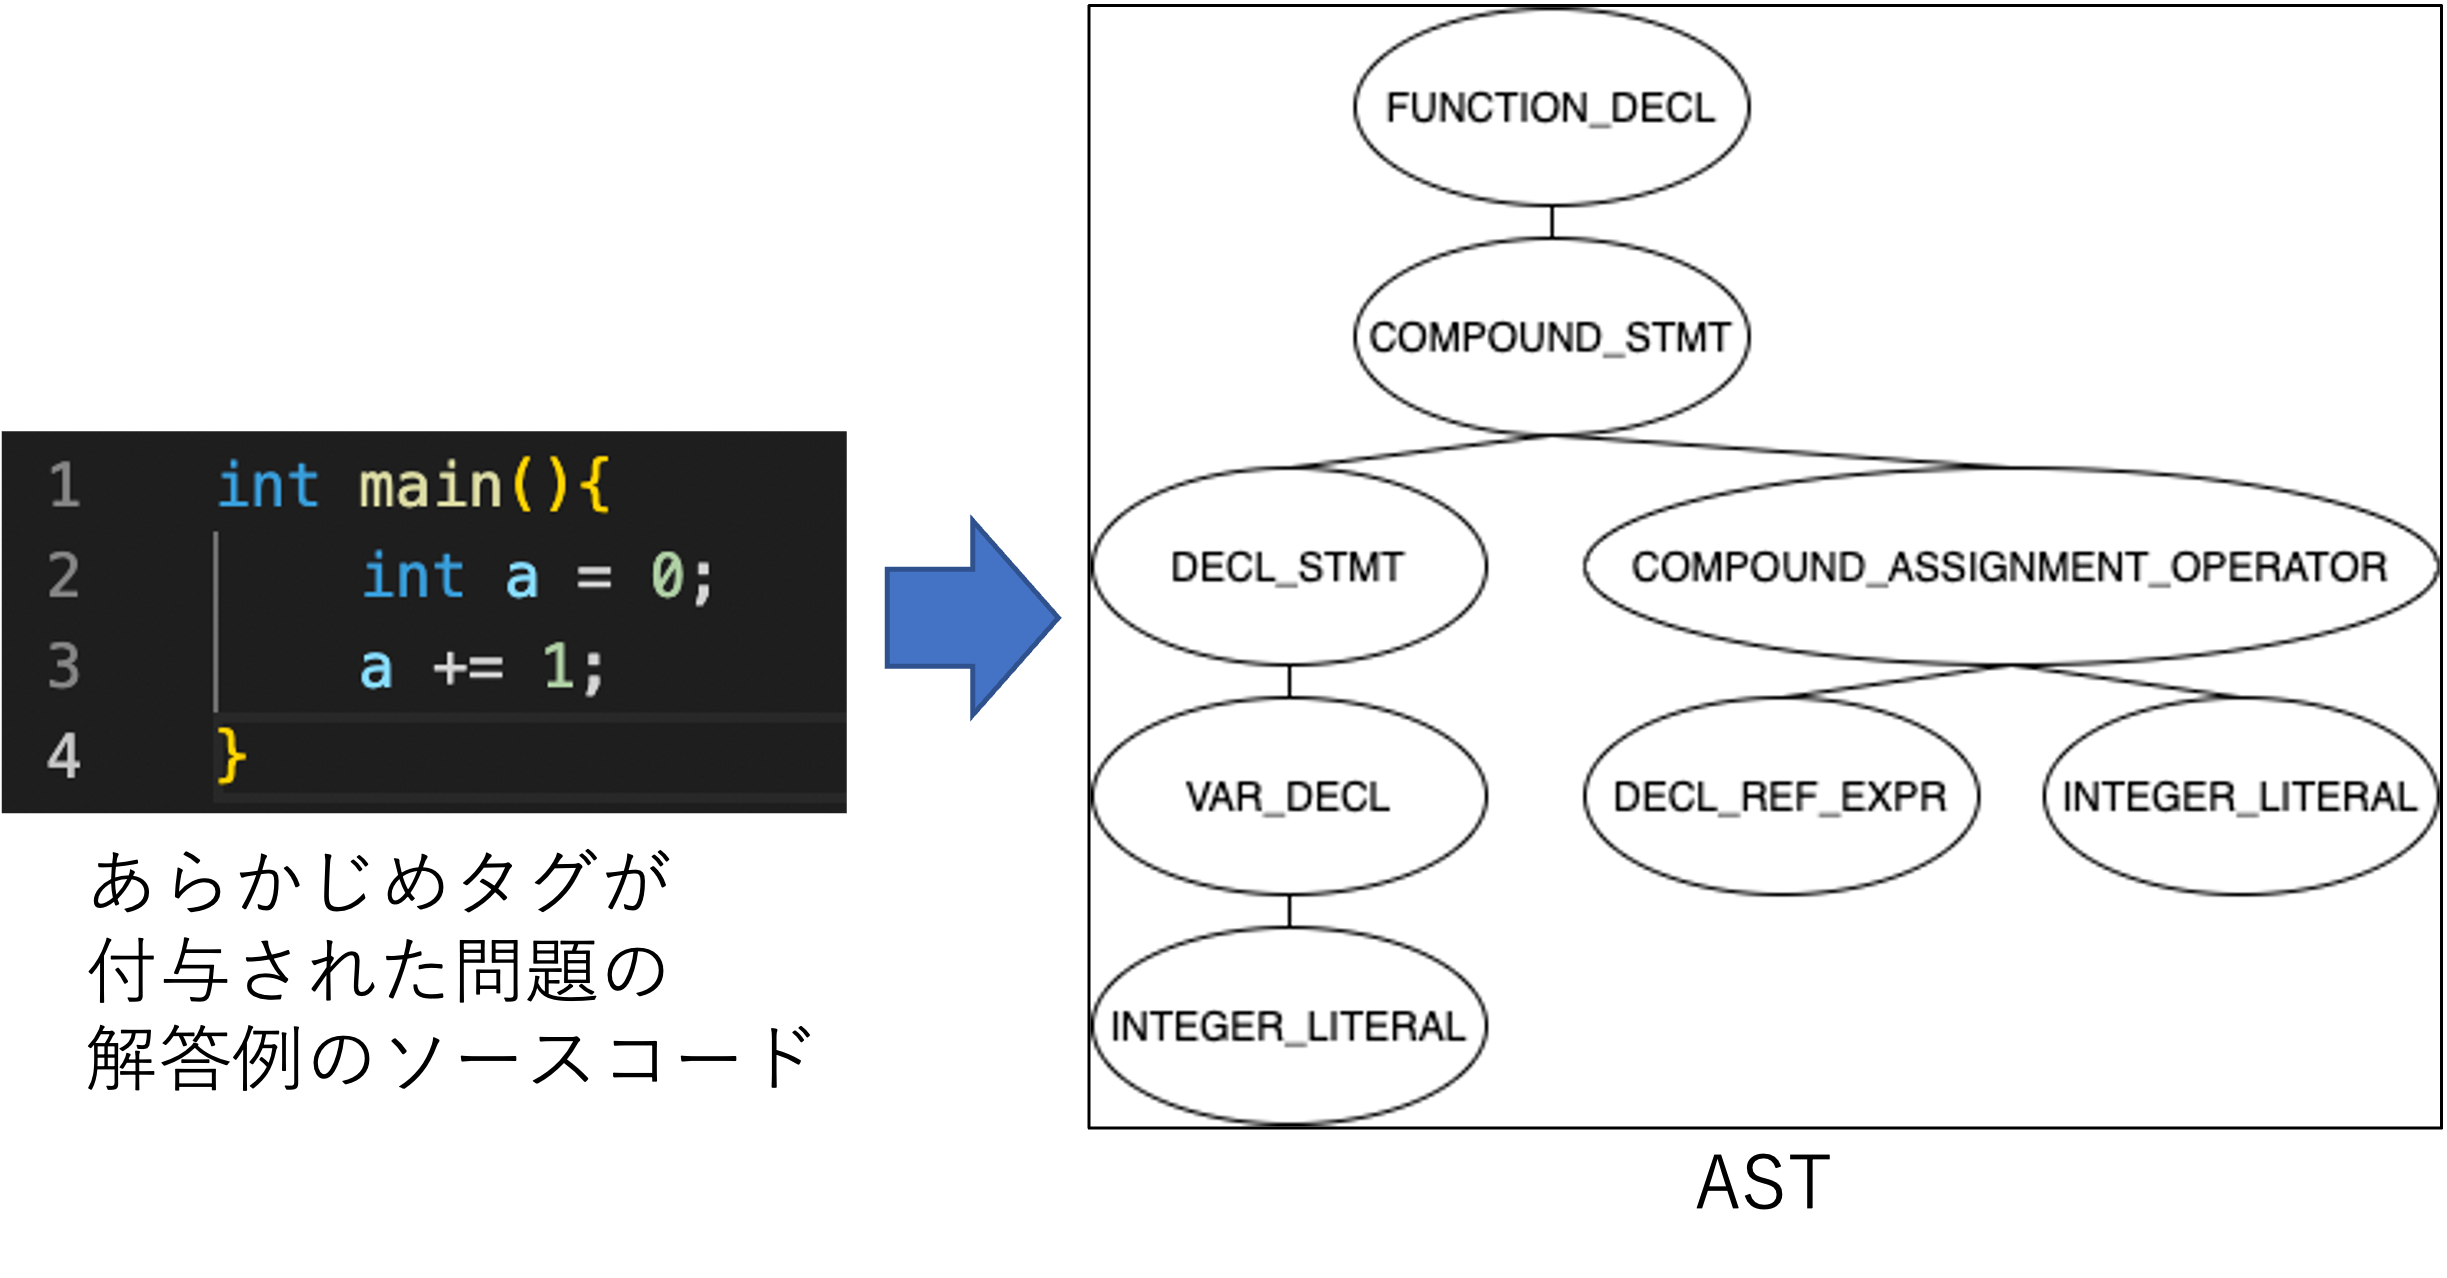 1 int main(){
2 int a = 0;
3 a += 1;
4 }
あらかじめタグが
付与された問題の
解答例のソースコード
FUNCTION_DECL
COMPOUND_STMT
DECL_STMT
COMPOUND_ASSIGNMENT_OPERATOR
VAR_DECL
DECL_REF_EXPR
INTEGER_LITERAL
INTEGER_LITERAL
AST